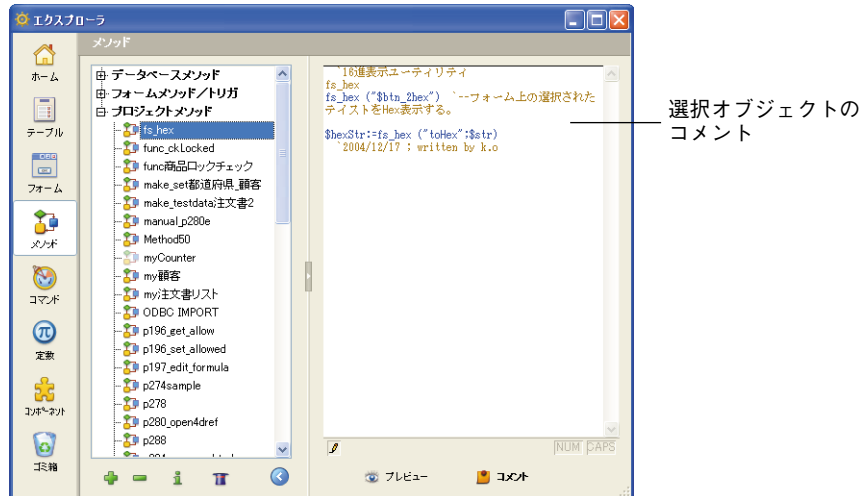 エクスプローラ
メソッド
ホーム
テーブル
フォーム
メソッド
コマンド
定数
コンポーネント
ゴミ箱
データベースメソッド
フォームメソッド/トリガ
プロジェクトメソッド
fs_hex
func_ckLocked
func商品ロックチェック
make_set都道府県_顧客
make_testdata注文書2
manual_p280e
Method50
myCounter
my顧客
my注文書リスト
ODBC IMPORT
p196_get_allow
p196_set_allowed
p197_edit_formula
p274sample
p278
p280_open4dref
p288
`16進表示ユーティリティ
fs_hex
fs_hex ("$btn_2hex") `--フォーム上の選択された
テイストをHex表示する。
$hexStr:=fs_hex ("toHex";$str)
`2004/12/17 ; written by k.o
NUM CAPS
プレビュー
コメント
選択オブジェクトの
コメント